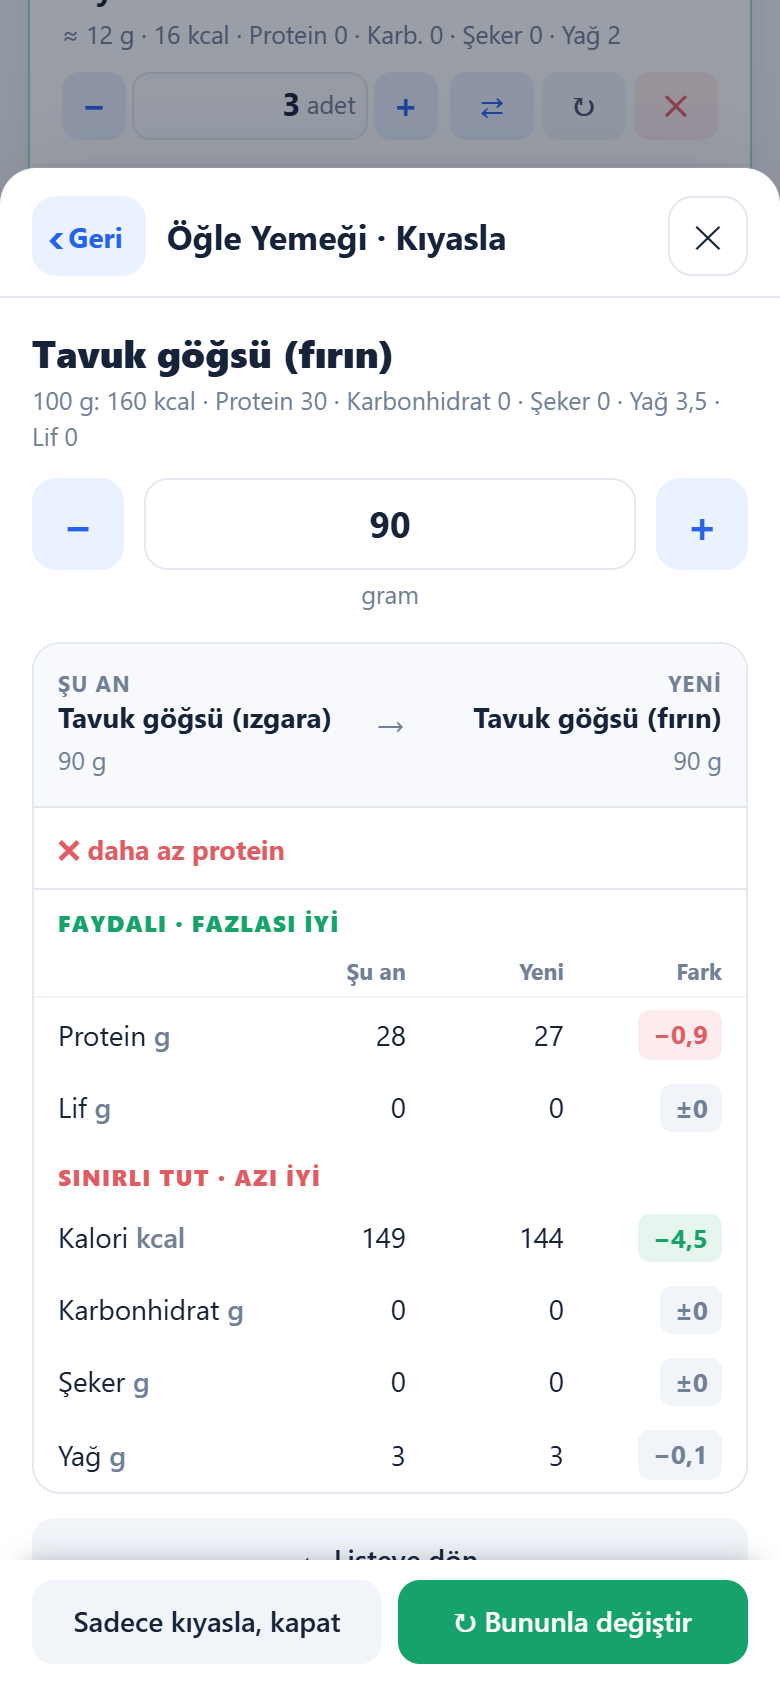 ≈ 12 g · 16 kcal · Protein 0 · Karb. 0 · Şeker 0 · Yağ 2
− 3 adet + ⇄ ↻ ✕
‹ Geri Öğle Yemeği · Kıyasla ✕
Tavuk göğsü (fırın)
100 g: 160 kcal · Protein 30 · Karbonhidrat 0 · Şeker 0 · Yağ 3,5 ·
Lif 0
− 90 +
gram
ŞU AN YENİ
Tavuk göğsü (ızgara) → Tavuk göğsü (fırın)
90 g 90 g
✕ daha az protein
FAYDALI · FAZLASI İYİ
Şu an Yeni Fark
Protein g 28 27 −0,9
Lif g 0 0 ±0
SINIRLI TUT · AZI İYİ
Kalori kcal 149 144 −4,5
Karbonhidrat g 0 0 ±0
Şeker g 0 0 ±0
Yağ g 3 3 −0,1
Listeye dön
Sadece kıyasla, kapat ↻ Bununla değiştir